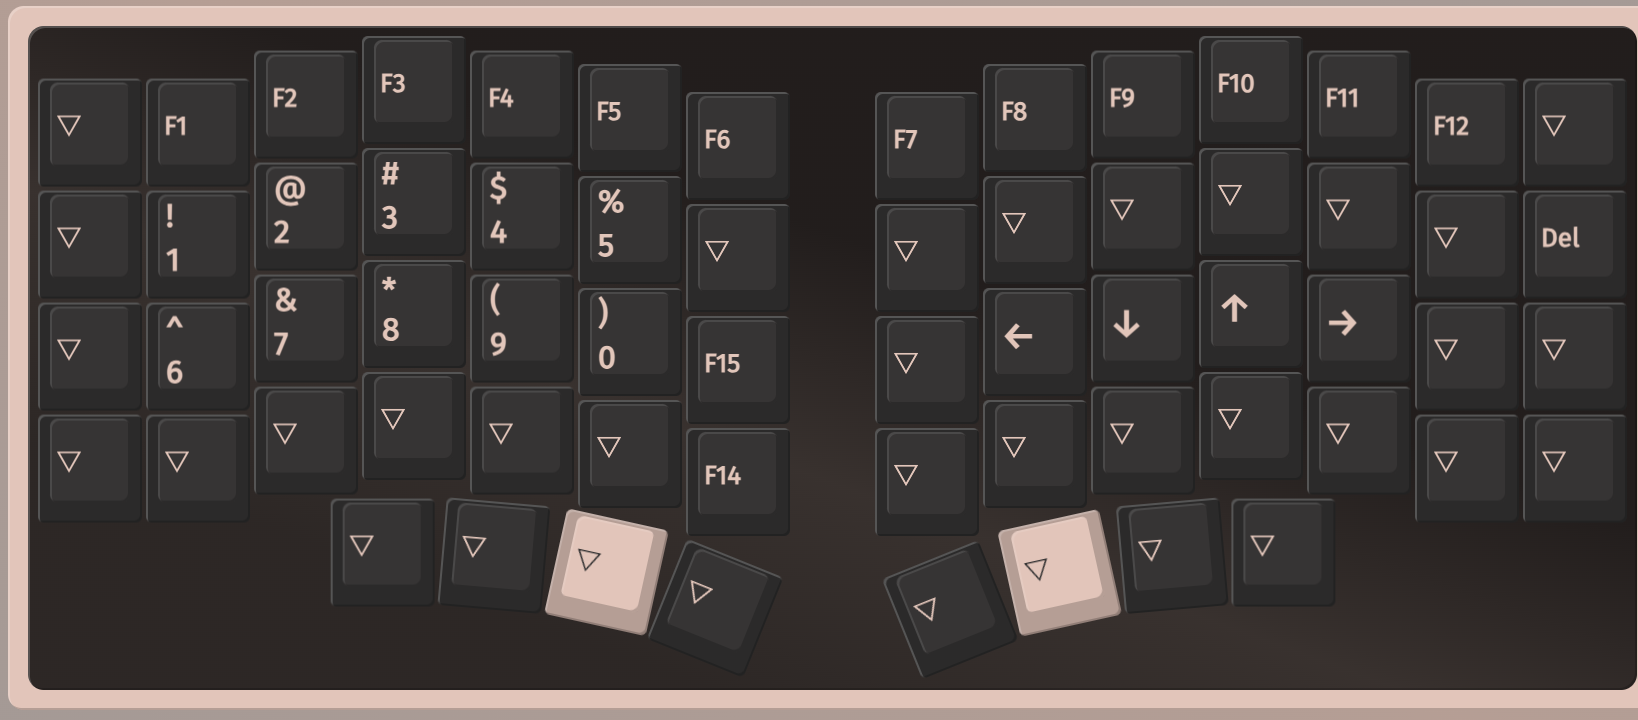 ▽ F1 F2 F3 F4 F5 F6 F7 F8 F9 F10 F11 F12 ▽
▽ ! @ # $ % ▽ ▽ ▽ ▽ ▽ ▽ ▽ Del
1 2 3 4 5
▽ ^ & * ( ) F15 ▽ ← ↓ ↑ → ▽ ▽
6 7 8 9 0
▽ ▽ ▽ ▽ ▽ ▽ F14 ▽ ▽ ▽ ▽ ▽ ▽ ▽
▽ ▽ ▽ ▽ ▽ ▽ ▽ ▽